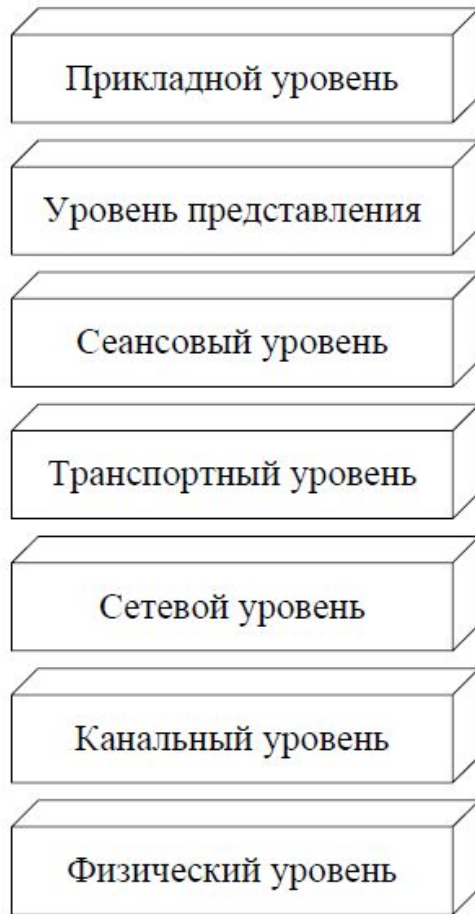 Прикладной уровень
Уровень представления
Сеансовый уровень
Транспортный уровень
Сетевой уровень
Канальный уровень
Физический уровень